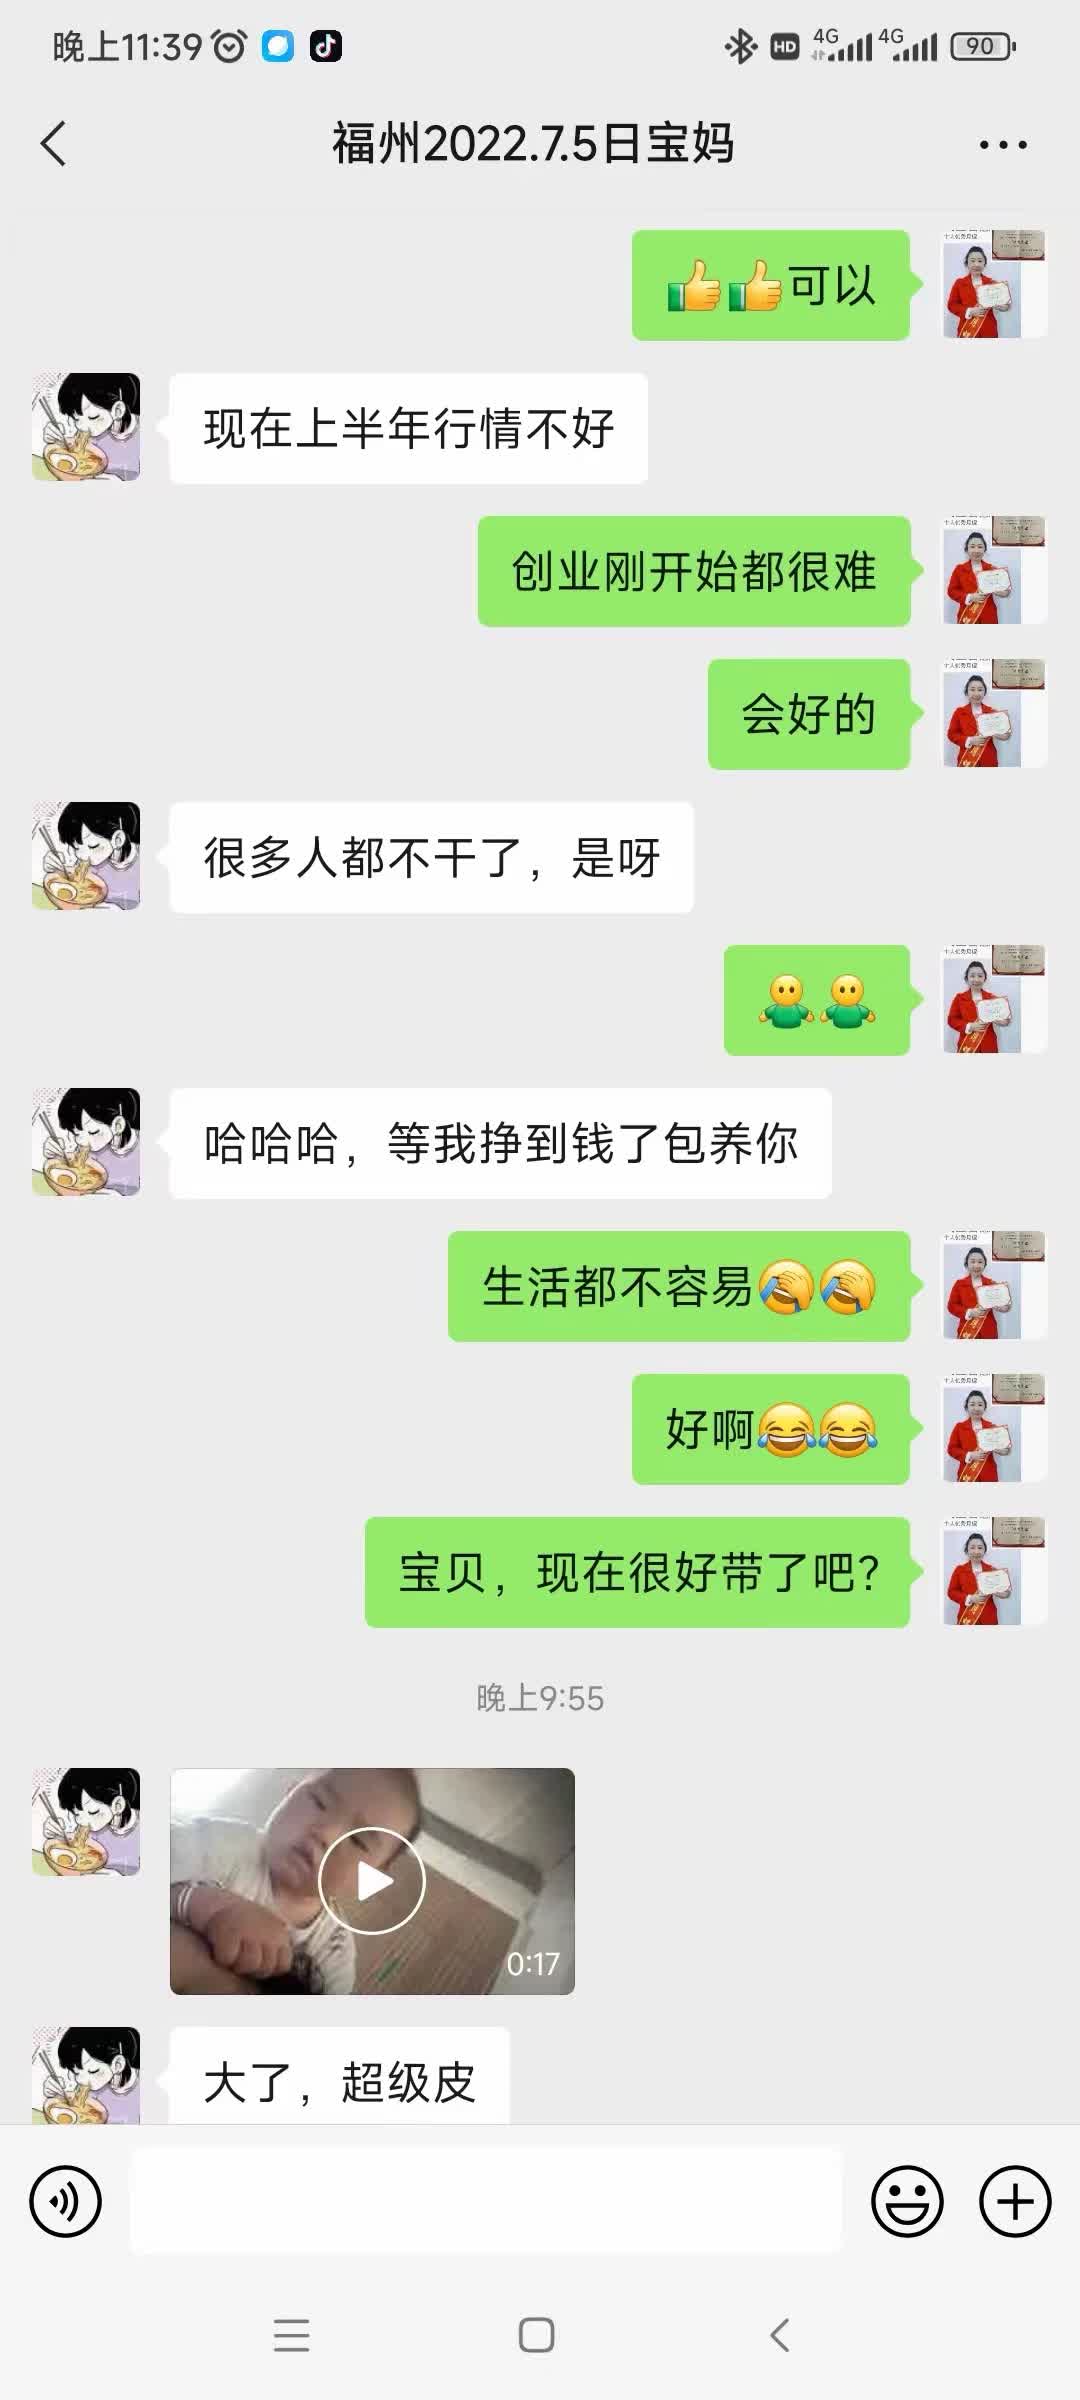 晚上11:39
HD 4G 4G 90
福州2022.7.5日宝妈
👍👍可以
现在上半年行情不好
创业刚开始都很难
会好的
很多人都不干了，是呀
哈哈哈，等我挣到钱了包养你
生活都不容易🤦🤦
好啊😂😂
宝贝，现在很好带了吧？
晚上9:55
0:17
大了，超级皮